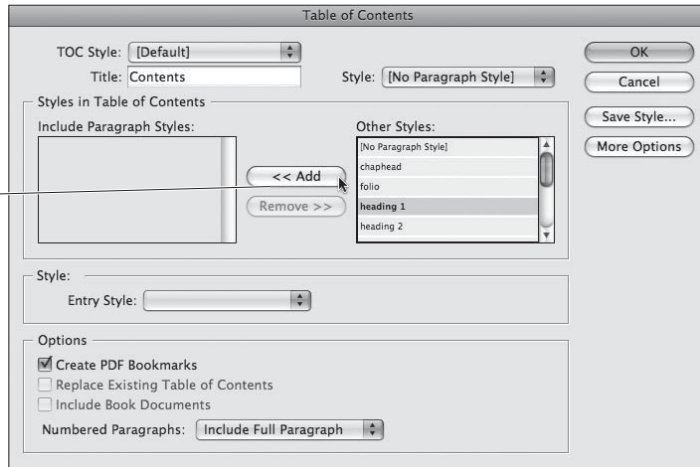 Table of Contents
TOC Style: [Default]
Title: Contents
Style: [No Paragraph Style]
OK
Cancel
Save Style...
More Options
Styles in Table of Contents
Include Paragraph Styles:
Other Styles:
<< Add
Remove >>
[No Paragraph Style]
chaphead
folio
heading 1
heading 2
Style:
Entry Style:
Options
Create PDF Bookmarks
Replace Existing Table of Contents
Include Book Documents
Numbered Paragraphs: Include Full Paragraph